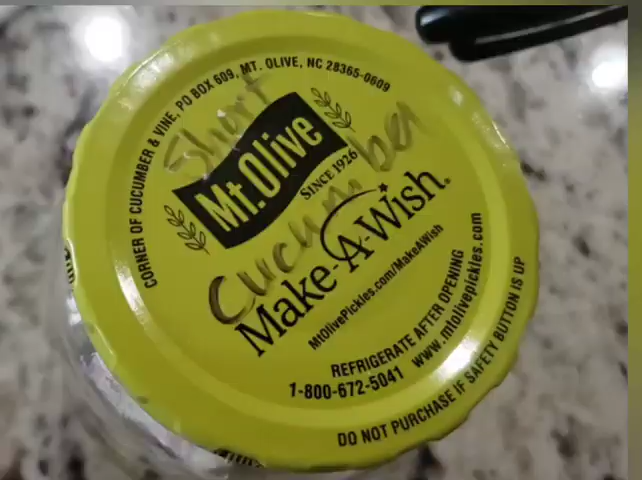 CORNER OF CUCUMBER & VINE, PO BOX 609, MT. OLIVE, NC 28365-0609
Short
Mt. Olive
SINCE 1926
Cucumber
Make-A-Wish®
MtOlivePickles.com/MakeAWish
REFRIGERATE AFTER OPENING
1-800-672-5041 www.mtolivepickles.com
DO NOT PURCHASE IF SAFETY BUTTON IS UP